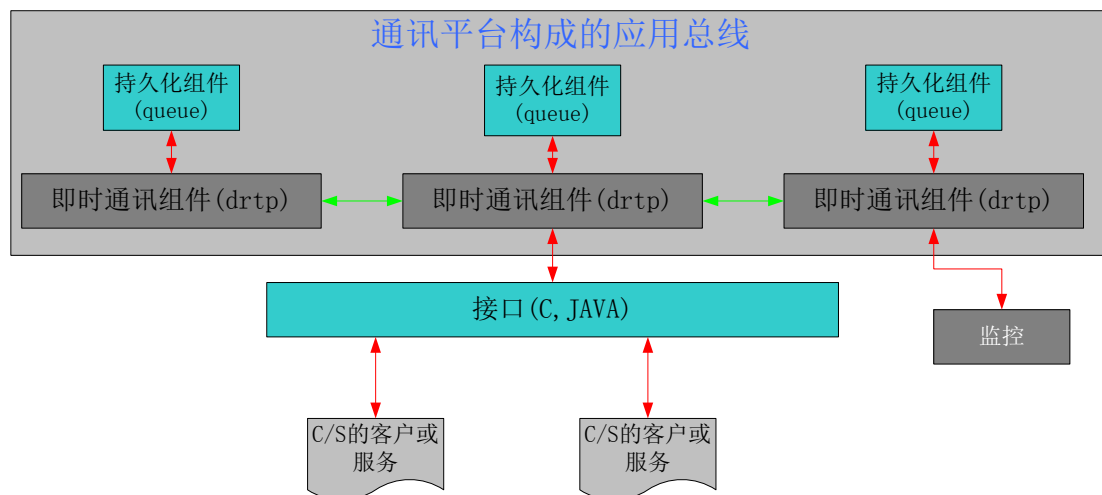 通讯平台构成的应用总线
持久化组件
(queue)
持久化组件
(queue)
持久化组件
(queue)
即时通讯组件(drtp)
即时通讯组件(drtp)
即时通讯组件(drtp)
接口(C,JAVA)
监控
C/S的客户或
服务
C/S的客户或
服务